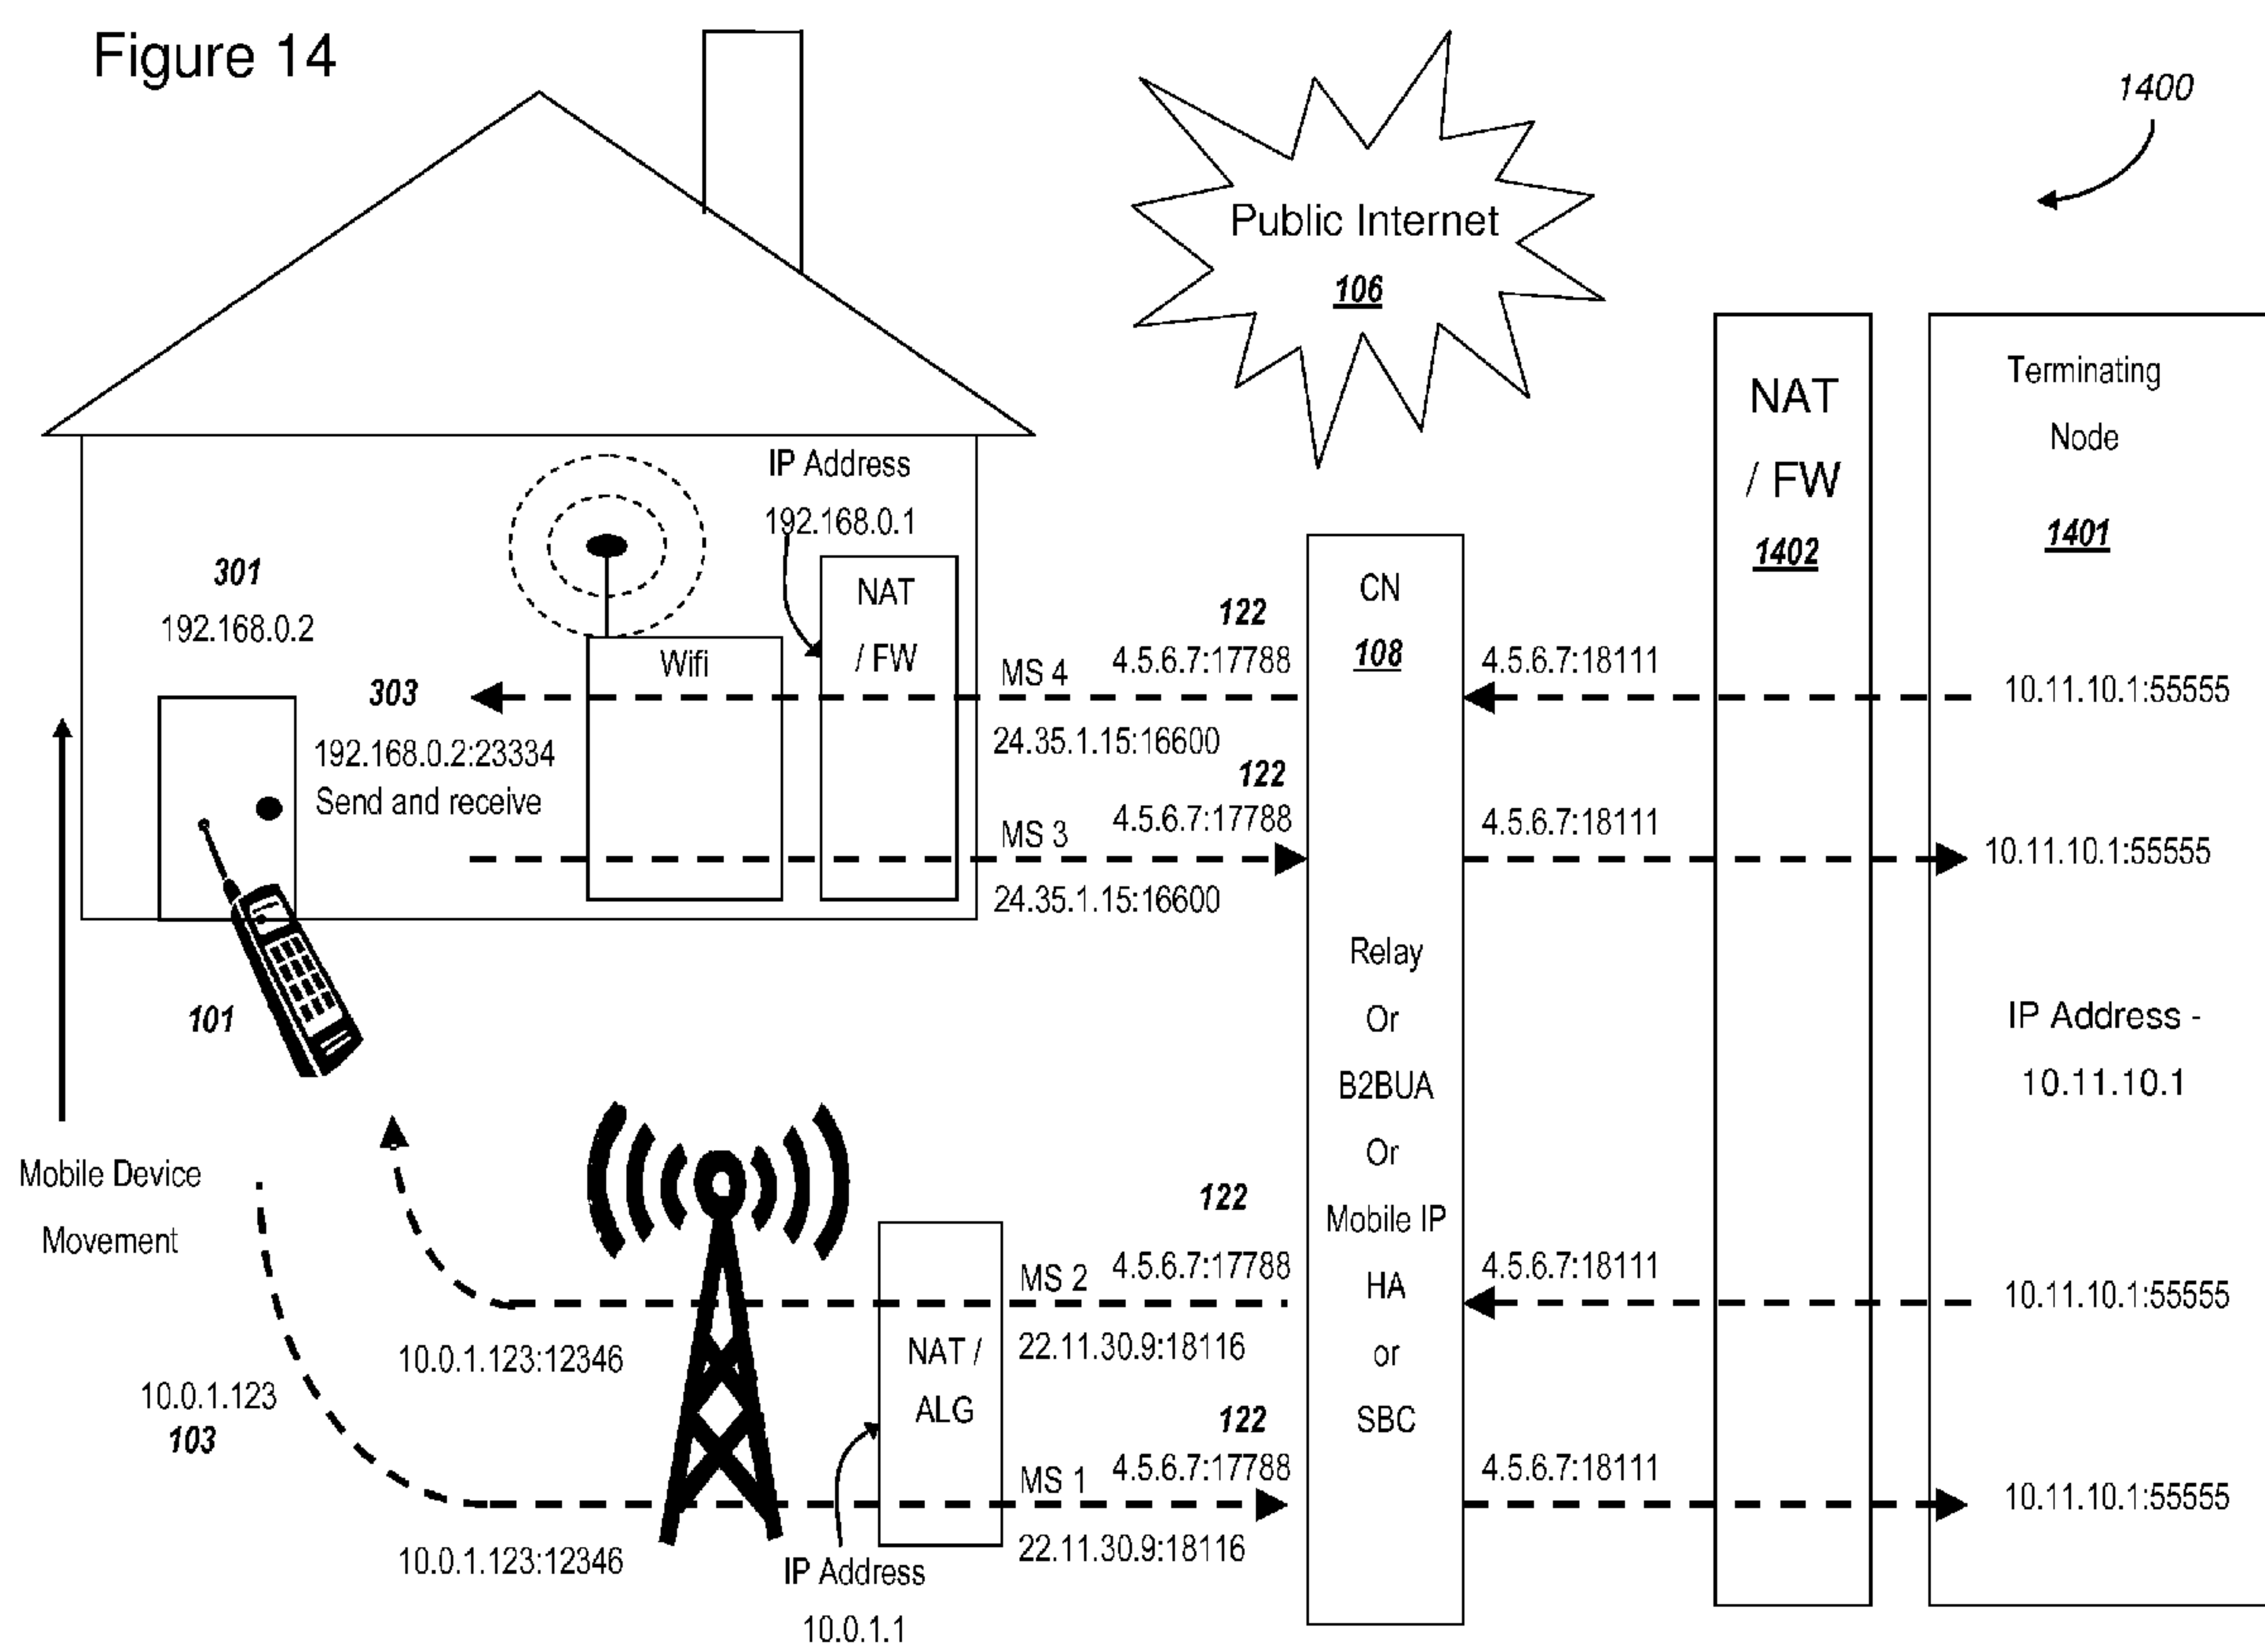 Figure 14
1400
Public Internet
106
NAT
/ FW
1402
Terminating
Node
1401
IP Address
192.168.0.1
301
192.168.0.2
NAT
/ FW
Wifi
303
192.168.0.2:23334
Send and receive
MS 4
122
4.5.6.7:17788
24.35.1.15:16600
MS 3
122
4.5.6.7:17788
24.35.1.15:16600
CN
108
Relay
Or
B2BUA
Or
Mobile IP
HA
or
SBC
4.5.6.7:18111
10.11.10.1:55555
4.5.6.7:18111
10.11.10.1:55555
IP Address -
10.11.10.1
101
Mobile Device
Movement
10.0.1.123
103
10.0.1.123:12346
NAT /
ALG
MS 2
122
4.5.6.7:17788
22.11.30.9:18116
4.5.6.7:18111
10.11.10.1:55555
10.0.1.123:12346
MS 1
122
4.5.6.7:17788
22.11.30.9:18116
4.5.6.7:18111
10.11.10.1:55555
IP Address
10.0.1.1